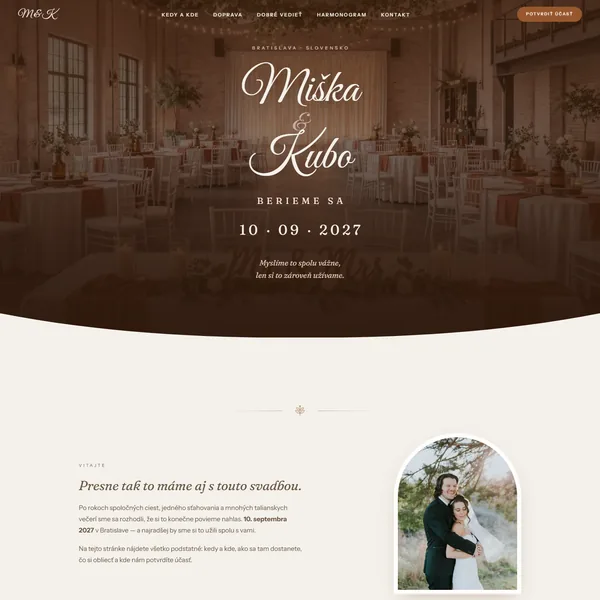 M&K
KEDY A KDE
DOPRAVA
DOBRÉ VEDIEŤ
HARMONOGRAM
KONTAKT
POTVRDIŤ ÚČASŤ
BRATISLAVA · SLOVENSKO
Miška
&
Kubo
BERIEME SA
10 · 09 · 2027
Myslíme to spolu vážne,
len si to zároveň užívame.
VITAJTE
Presne tak to máme aj s touto svadbou.
Po rokoch spoločných ciest, jedného sťahovania a mnohých talianskych
večerí sme sa rozhodli, že si to konečne povieme nahlas. 10. septembra
2027 v Bratislave — a najradšej by sme si to užili spolu s vami.
Na tejto stránke nájdete všetko podstatné: kedy a kde, ako sa tam dostanete,
čo si obliecť a kde nám potvrdíte účasť.